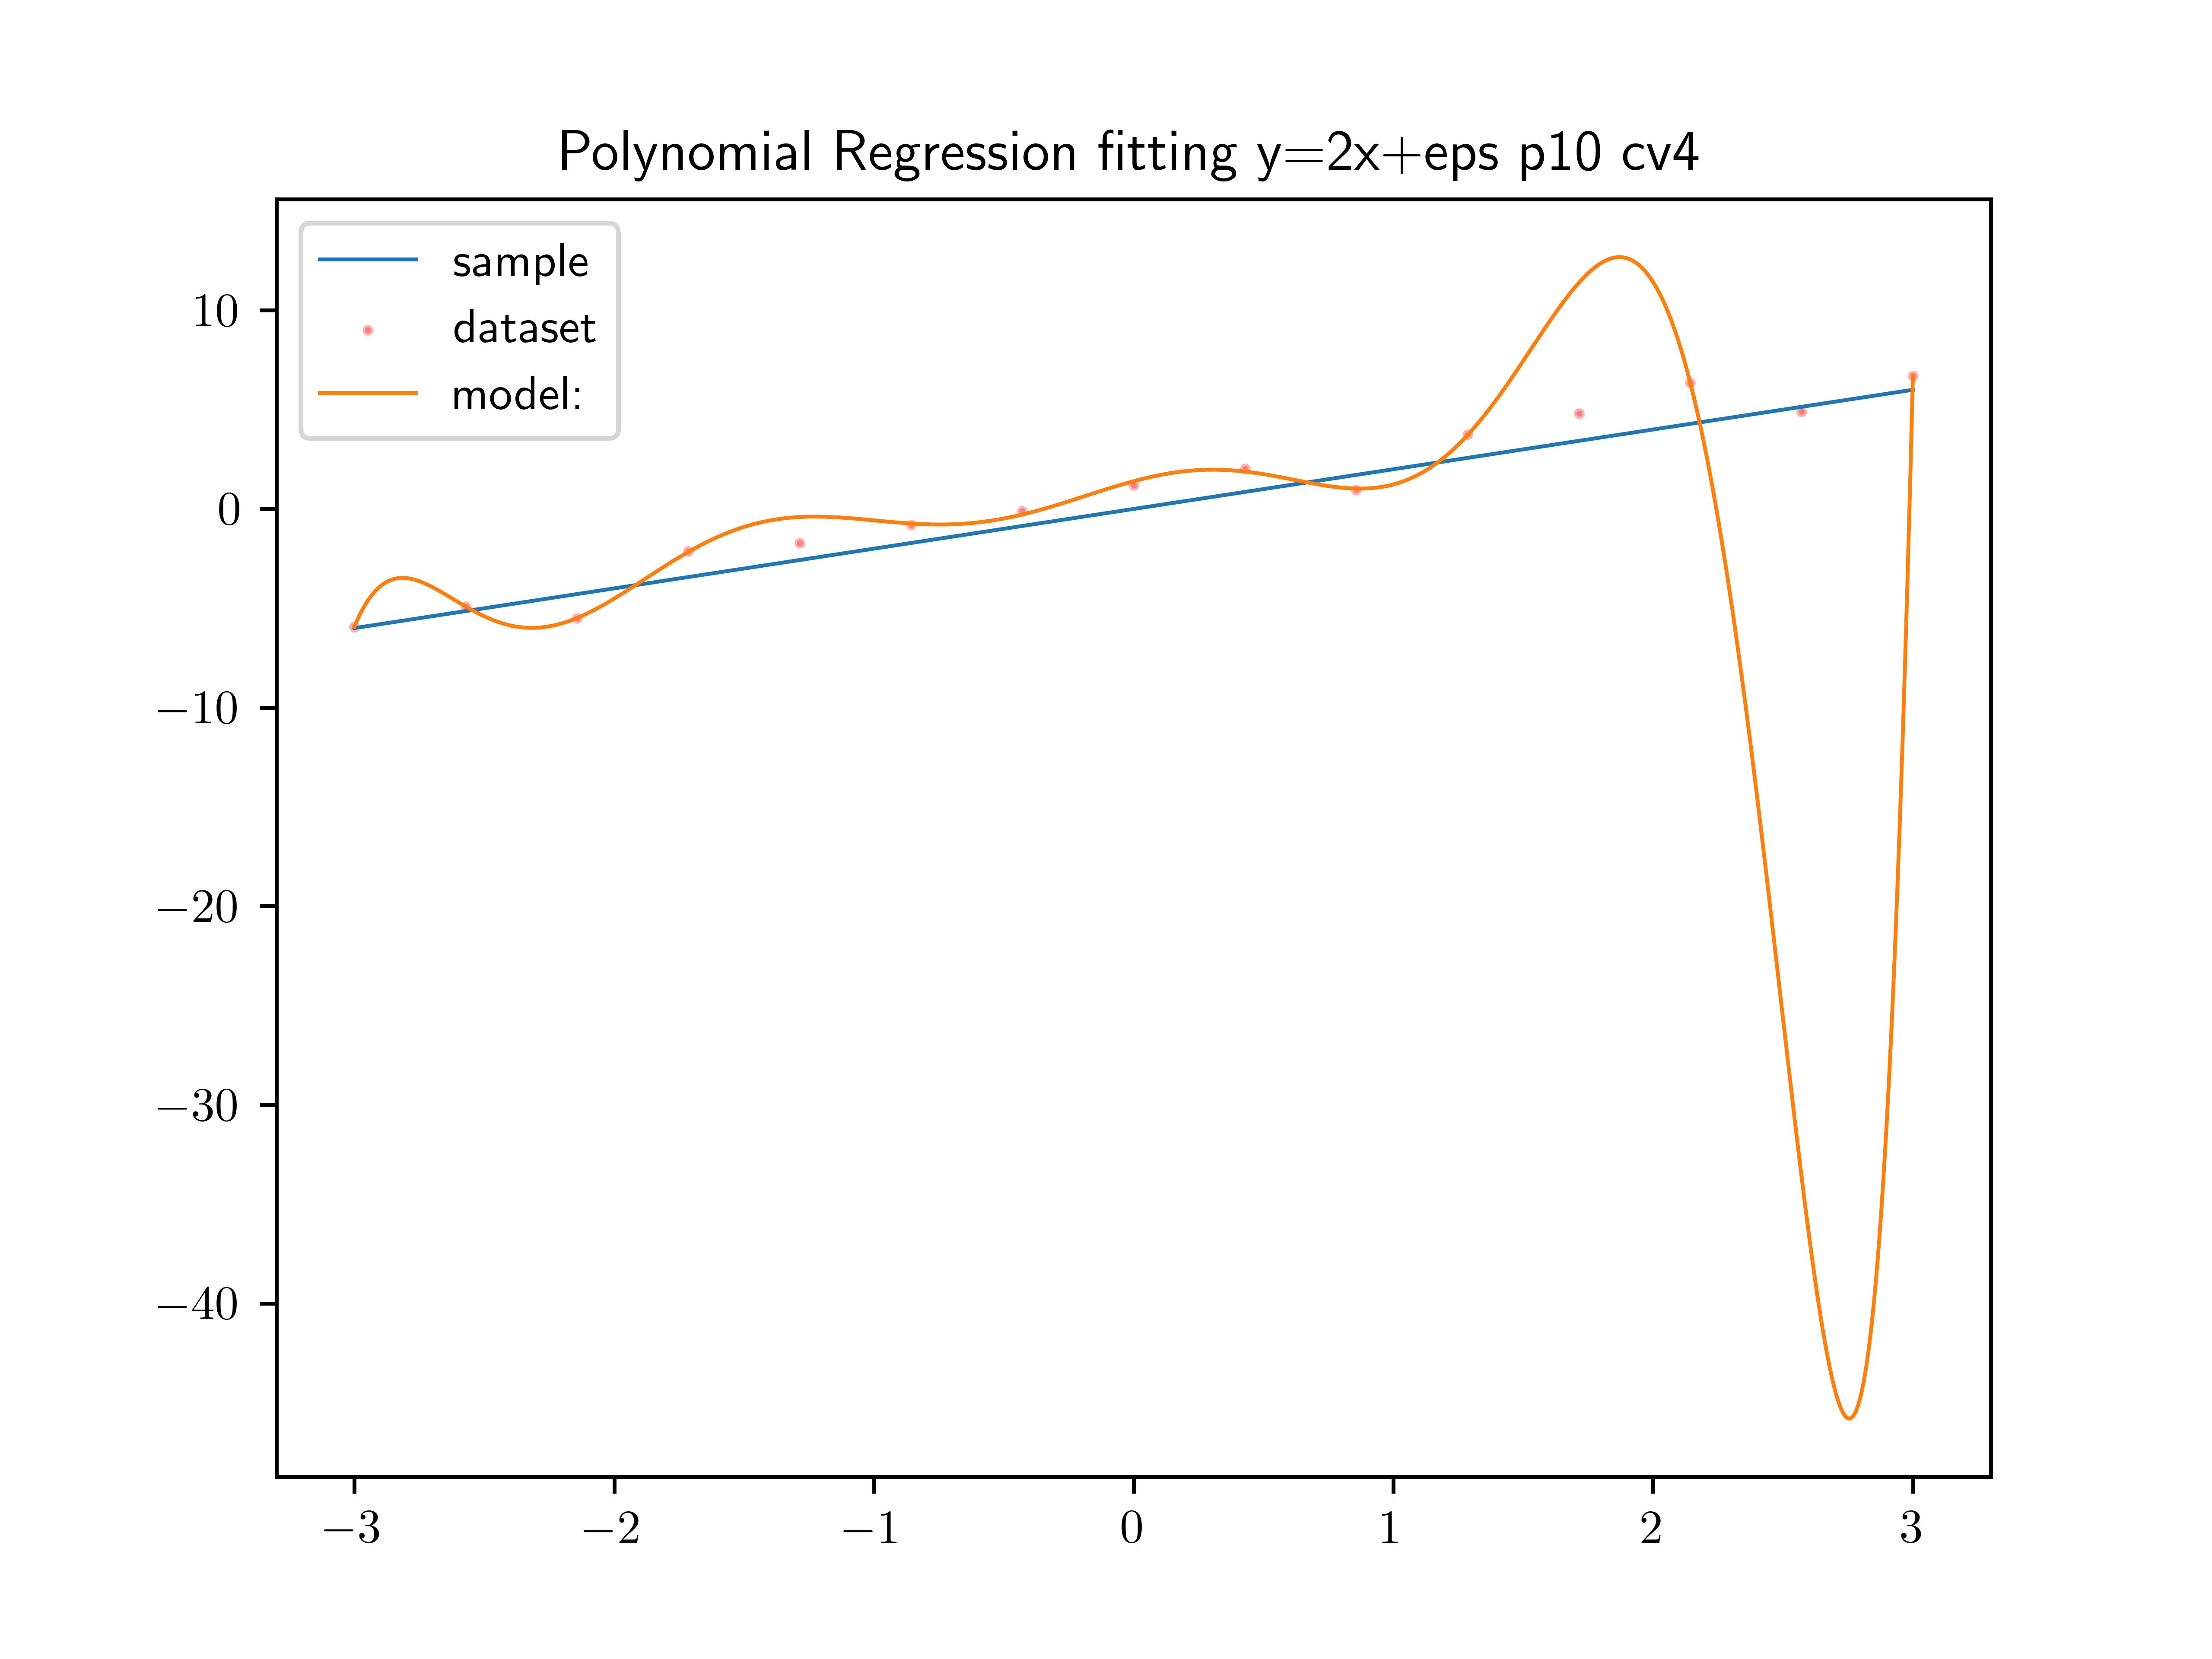 Polynomial Regression fitting y=2x+eps p10 cv4
sample
dataset
model:
10
0
−10
−20
−30
−40
−3 −2 −1 0 1 2 3